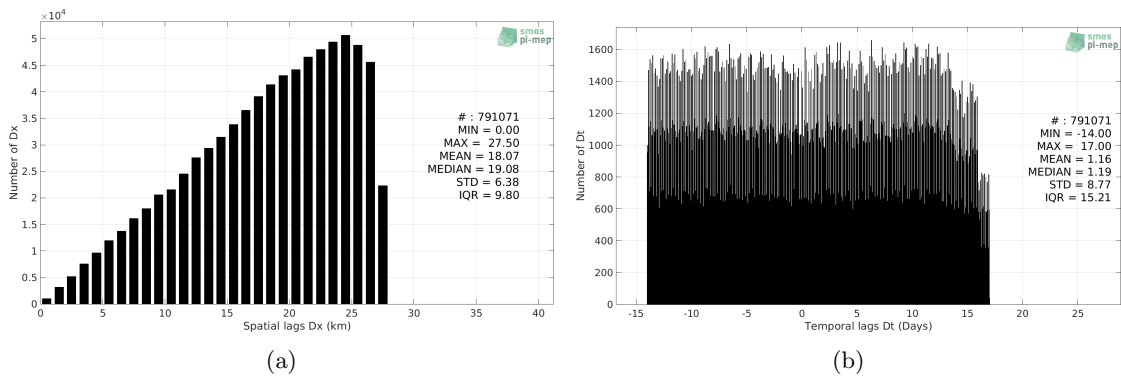 ×10⁴
5
4.5
4
3.5
3
2.5
2
1.5
1
0.5
0
Number of Dx
0 5 10 15 20 25 30 35 40
Spatial lags Dx (km)
smos
pi-mep
# : 791071
MIN = 0.00
MAX = 27.50
MEAN = 18.07
MEDIAN = 19.08
STD = 6.38
IQR = 9.80
(a)
1600
1400
1200
1000
800
600
400
200
0
Number of Dt
-15 -10 -5 0 5 10 15 20 25
Temporal lags Dt (Days)
smos
pi-mep
# : 791071
MIN = -14.00
MAX = 17.00
MEAN = 1.16
MEDIAN = 1.19
STD = 8.77
IQR = 15.21
(b)